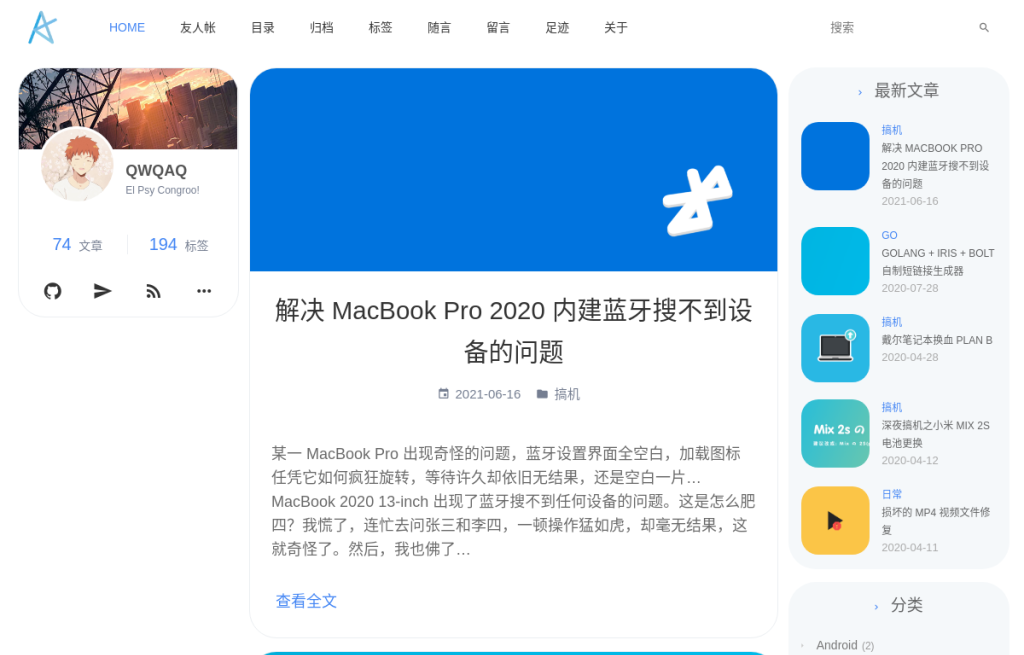 HOME 友人帐 目录 归档 标签 随言 留言 足迹 关于 搜索
QWQAQ
El Psy Congroo!
74 文章 194 标签
解决 MacBook Pro 2020 内建蓝牙搜不到设
备的问题
2021-06-16 搞机
某一 MacBook Pro 出现奇怪的问题，蓝牙设置界面全空白，加载图标
任凭它如何疯狂旋转，等待许久却依旧无结果，还是空白一片…
MacBook 2020 13-inch 出现了蓝牙搜不到任何设备的问题。这是怎么肥
四？我慌了，连忙去问张三和李四，一顿操作猛如虎，却毫无结果，这
就奇怪了。然后，我也佛了…
查看全文
› 最新文章
搞机
解决 MACBOOK PRO
2020 内建蓝牙搜不到设
备的问题
2021-06-16
GO
GOLANG + IRIS + BOLT
自制短链接生成器
2020-07-28
搞机
戴尔笔记本换血 PLAN B
2020-04-28
Mix 2s の
搞机
深夜搞机之小米 MIX 2S
电池更换
2020-04-12
日常
损坏的 MP4 视频文件修
复
2020-04-11
› 分类
› Android (2)